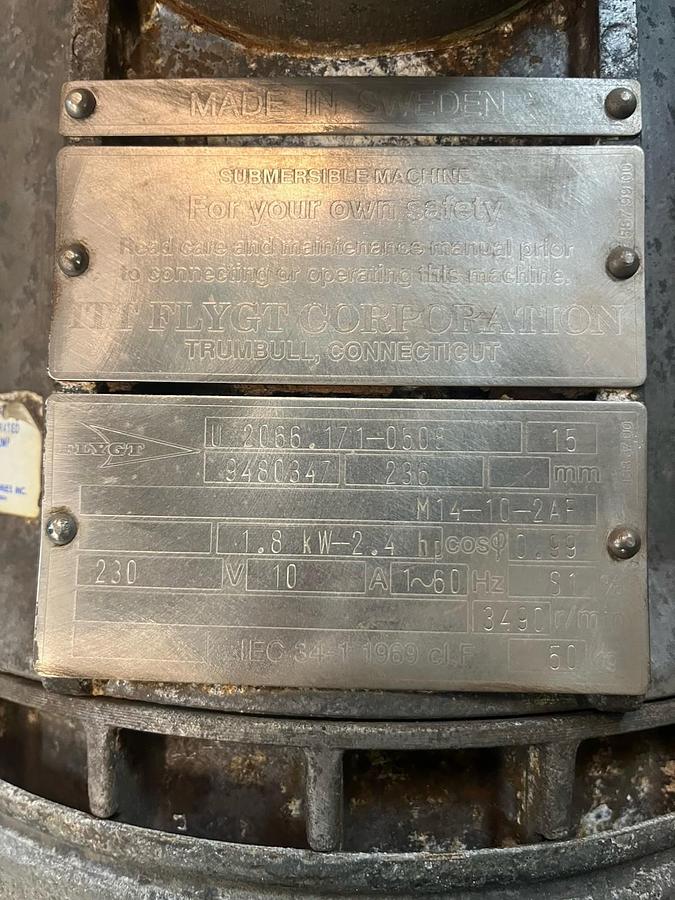 MADE IN SWEDEN
SUBMERSIBLE MACHINE
For your own safety
Read care and maintenance manual prior
to connecting or operating this machine.
ITT FLYGT CORPORATION
TRUMBULL, CONNECTICUT
FLYGT
U 2066.171-0508 15
9480347 236 mm
M14-10-2AF
1.8 kW-2.4 hp cosφ 0.99
230 V 10 A 1~60 Hz S1 %
3490 r/min
IEC 34-1 1969 cl.F 50 kg